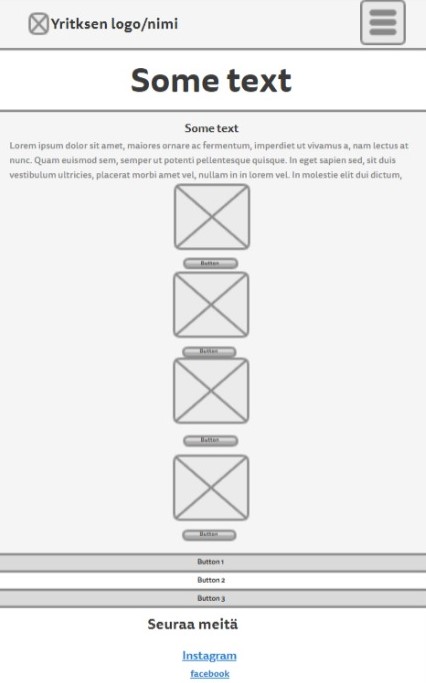 Yritksen logo/nimi
Some text
Some text
Lorem ipsum dolor sit amet, maiores ornare ac fermentum, imperdiet ut vivamus a, nam lectus at
nunc. Quam euismod sem, semper ut potenti pellentesque quisque. In eget sapien sed, sit duis
vestibulum ultricies, placerat morbi amet vel, nullam in in lorem vel. In molestie elit dui dictum,
Button
Button
Button
Button
Button 1
Button 2
Button 3
Seuraa meitä
Instagram
facebook